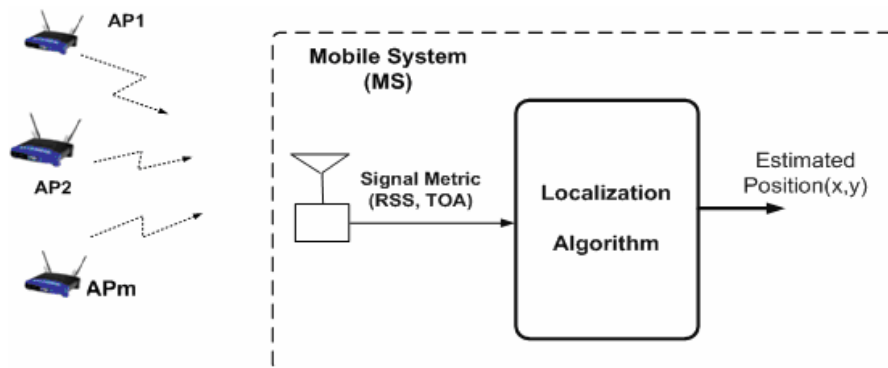 AP1
AP2
APm
Mobile System
(MS)
Signal Metric
(RSS, TOA)
Localization
Algorithm
Estimated
Position(x,y)